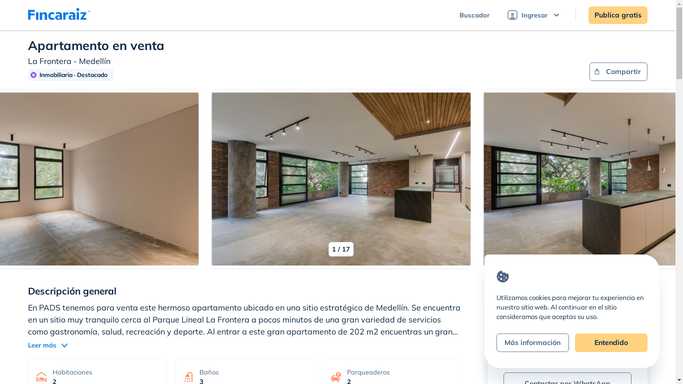 Fincaraiz
Buscador
Ingresar
Publica gratis
Apartamento en venta
La Frontera - Medellín
Inmobiliaria · Destacado
Compartir
1 / 17
Descripción general
En PADS tenemos para venta este hermoso apartamento ubicado en una sitio estratégico de Medellín. Se encuentra
en un sitio muy tranquilo cerca al Parque Lineal La Frontera a pocos minutos de una gran variedad de servicios
como gastronomía, salud, recreación y deporte. Al entrar a este gran apartamento de 202 m2 encuentras un gran...
Leer más
Habitaciones
2
Baños
3
Parqueaderos
2
Utilizamos cookies para mejorar tu experiencia en
nuestro sitio web. Al continuar en el sitio
consideramos que aceptas su uso.
Más información
Entendido
Contactar por WhatsApp